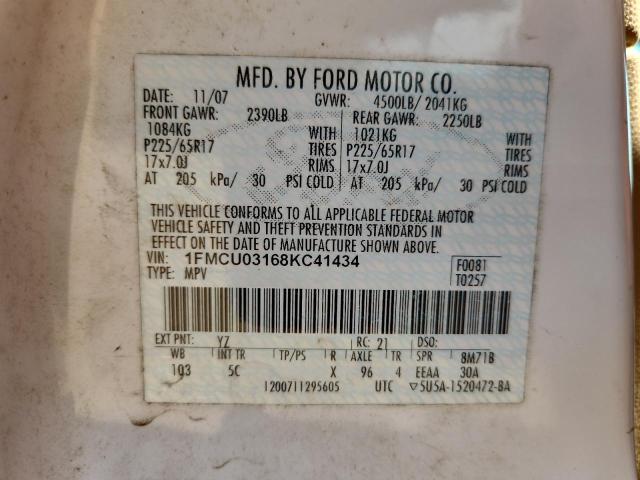 MFD. BY FORD MOTOR CO.
DATE: 11/07 GVWR: 4500LB/ 2041KG
FRONT GAWR: 2390LB REAR GAWR: 2250LB
1084KG WITH 1021KG WITH
P225/65R17 TIRES P225/65R17 TIRES
17x7.0J RIMS 17x7.0J RIMS
AT 205 kPa/ 30 PSI COLD AT 205 kPa/ 30 PSI COLD
THIS VEHICLE CONFORMS TO ALL APPLICABLE FEDERAL MOTOR
VEHICLE SAFETY AND THEFT PREVENTION STANDARDS IN
EFFECT ON THE DATE OF MANUFACTURE SHOWN ABOVE.
VIN: 1FMCU03168KC41434 F0081
TYPE: MPV T0257
EXT PNT: YZ RC: 21 DSO:
WB INT TR TP/PS R AXLE TR SPR 8M71B
103 5C X 96 4 EEAA 30A
1200711295605 UTC ▽5U5A-1520472-BA